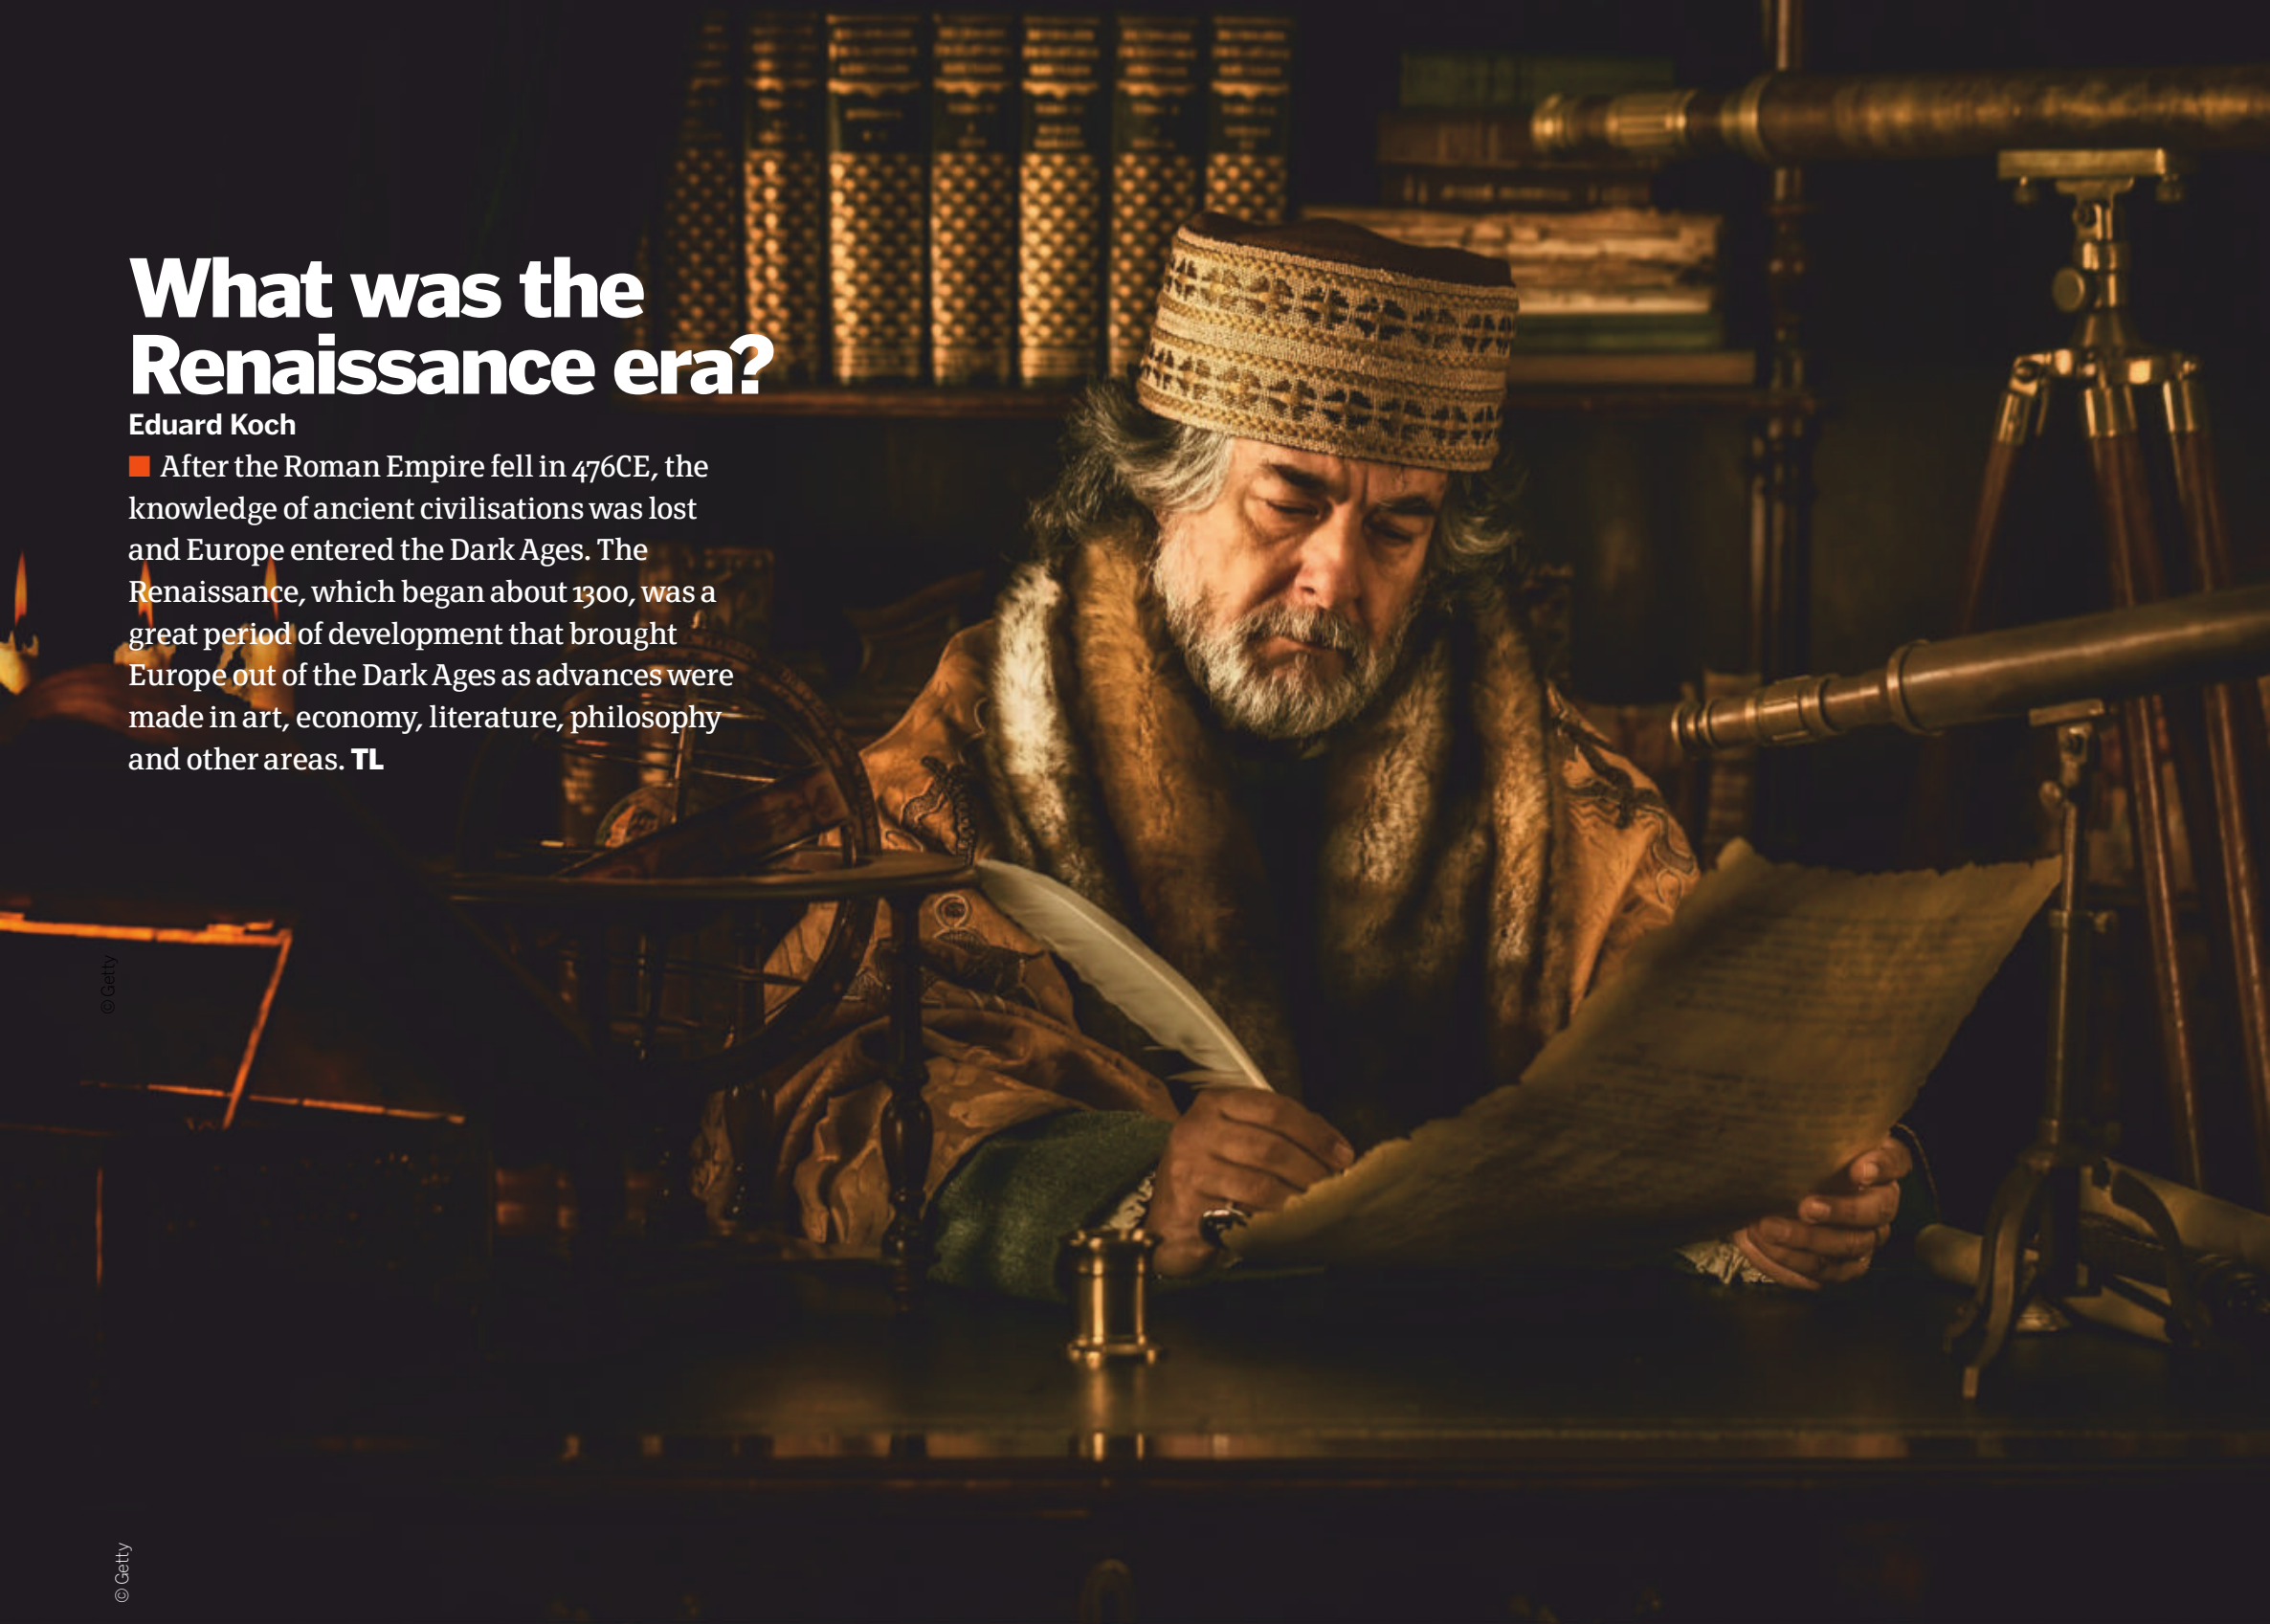 What was the
Renaissance era?
Eduard Koch
After the Roman Empire fell in 476CE, the
knowledge of ancient civilisations was lost
and Europe entered the Dark Ages. The
Renaissance, which began about 1300, was a
great period of development that brought
Europe out of the Dark Ages as advances were
made in art, economy, literature, philosophy
and other areas. TL
© Getty
© Getty